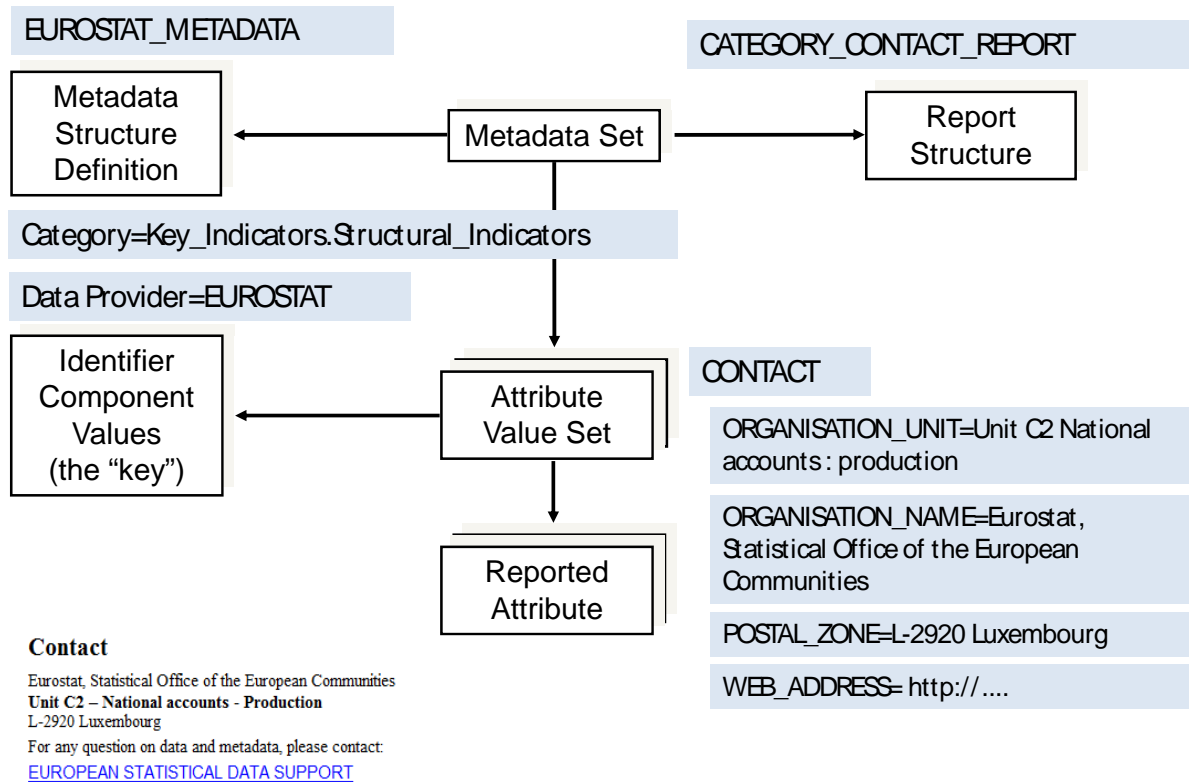 EUROSTAT_METADATA
CATEGORY_CONTACT_REPORT
Metadata
Structure
Definition
Metadata Set
Report
Structure
Category=Key_Indicators.Structural_Indicators
Data Provider=EUROSTAT
Identifier
Component
Values
(the “key”)
Attribute
Value Set
CONTACT
ORGANISATION_UNIT=Unit C2 National
accounts : production
ORGANISATION_NAME=Eurostat,
Statistical Office of the European
Communities
Reported
Attribute
POSTAL_ZONE=L-2920 Luxembourg
WEB_ADDRESS= http://....
Contact
Eurostat, Statistical Office of the European Communities
Unit C2 – National accounts - Production
L-2920 Luxembourg
For any question on data and metadata, please contact:
EUROPEAN STATISTICAL DATA SUPPORT